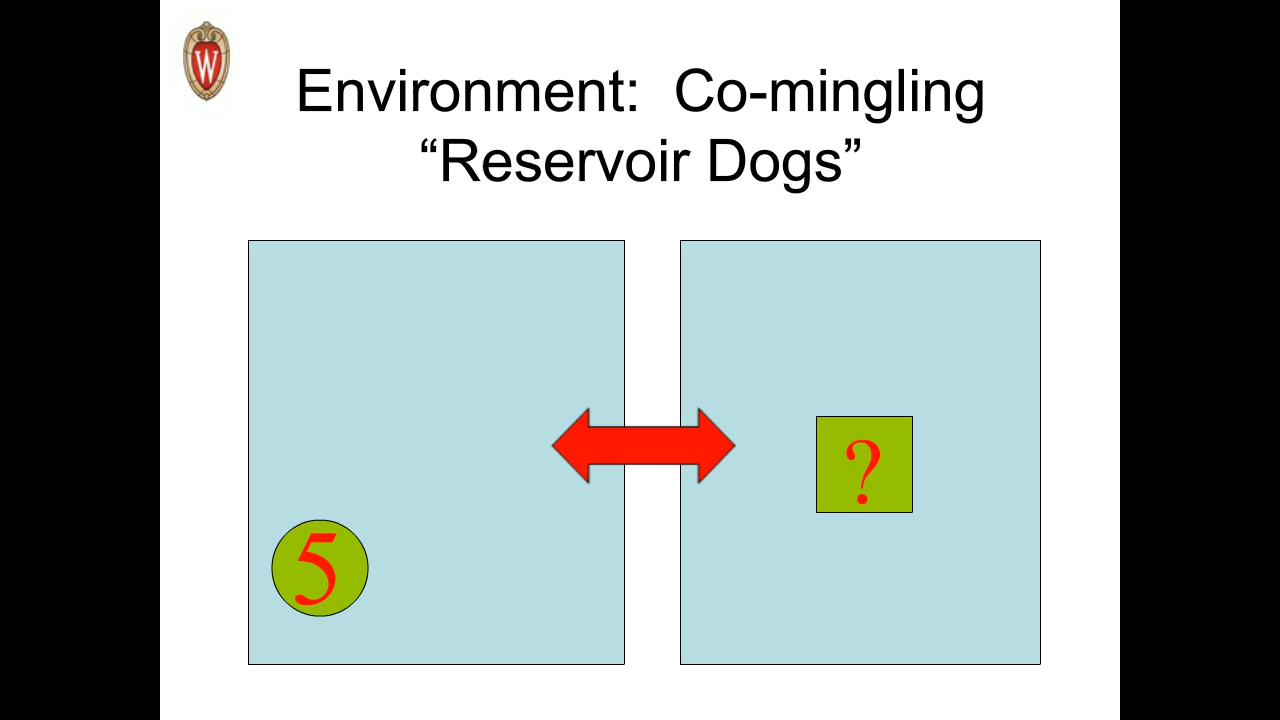 W
Environment:  Co-mingling
“Reservoir Dogs”
5
?